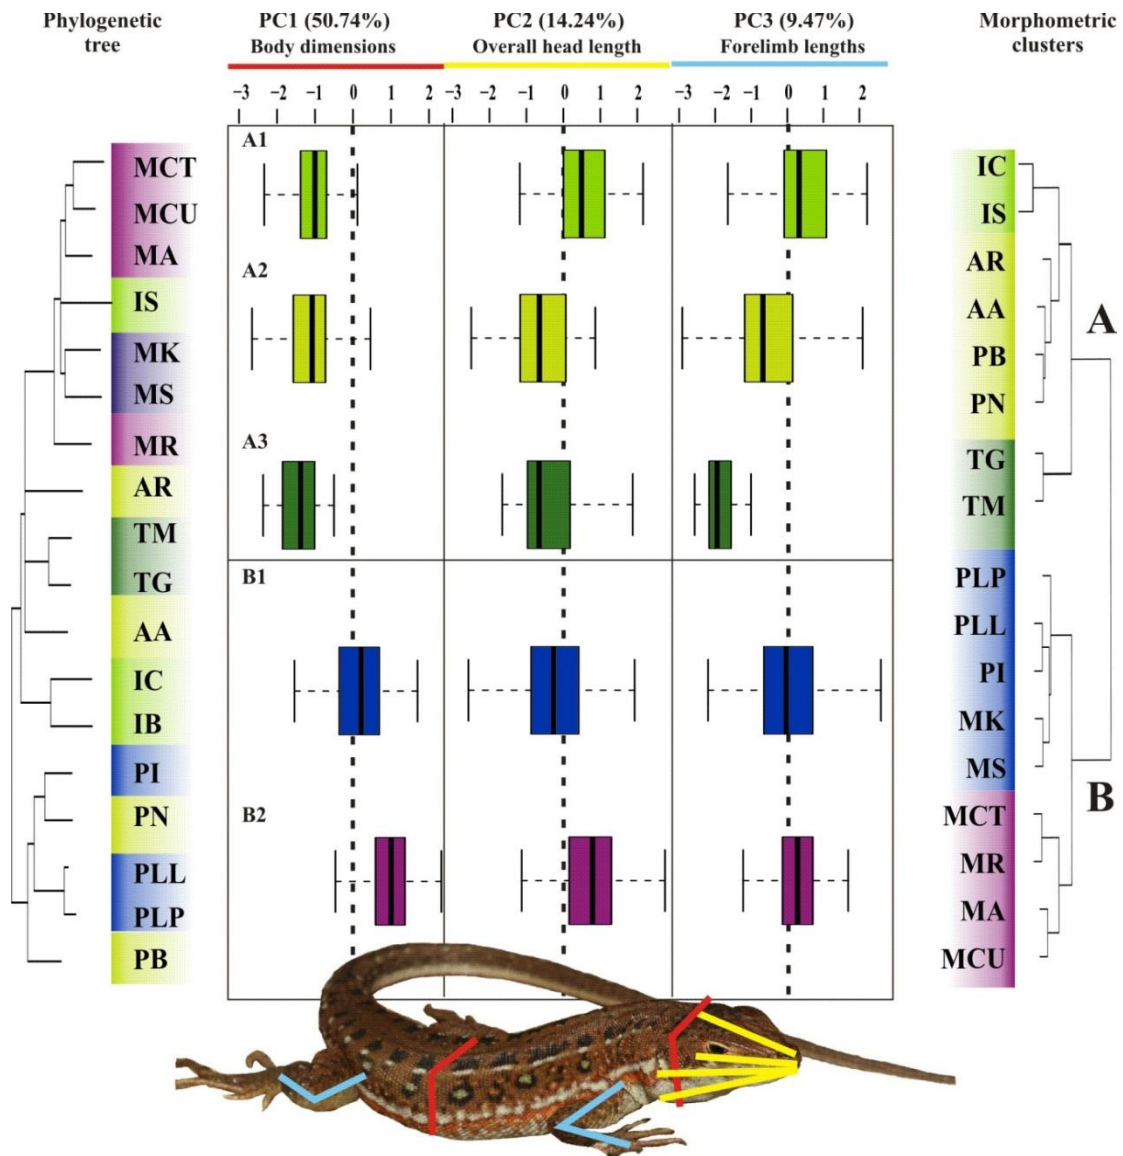 Phylogenetic
tree
PC1 (50.74%)
Body dimensions
PC2 (14.24%)
Overall head length
PC3 (9.47%)
Forelimb lengths
Morphometric
clusters
−3 −2 −1 0 1 2
−3 −2 −1 0 1 2
−3 −2 −1 0 1 2
MCT
MCU
MA
IS
MK
MS
MR
AR
TM
TG
AA
IC
IB
PI
PN
PLL
PLP
PB
A1
A2
A3
B1
B2
IC
IS
AR
AA
PB
PN
TG
TM
PLP
PLL
PI
MK
MS
MCT
MR
MA
MCU
A
B